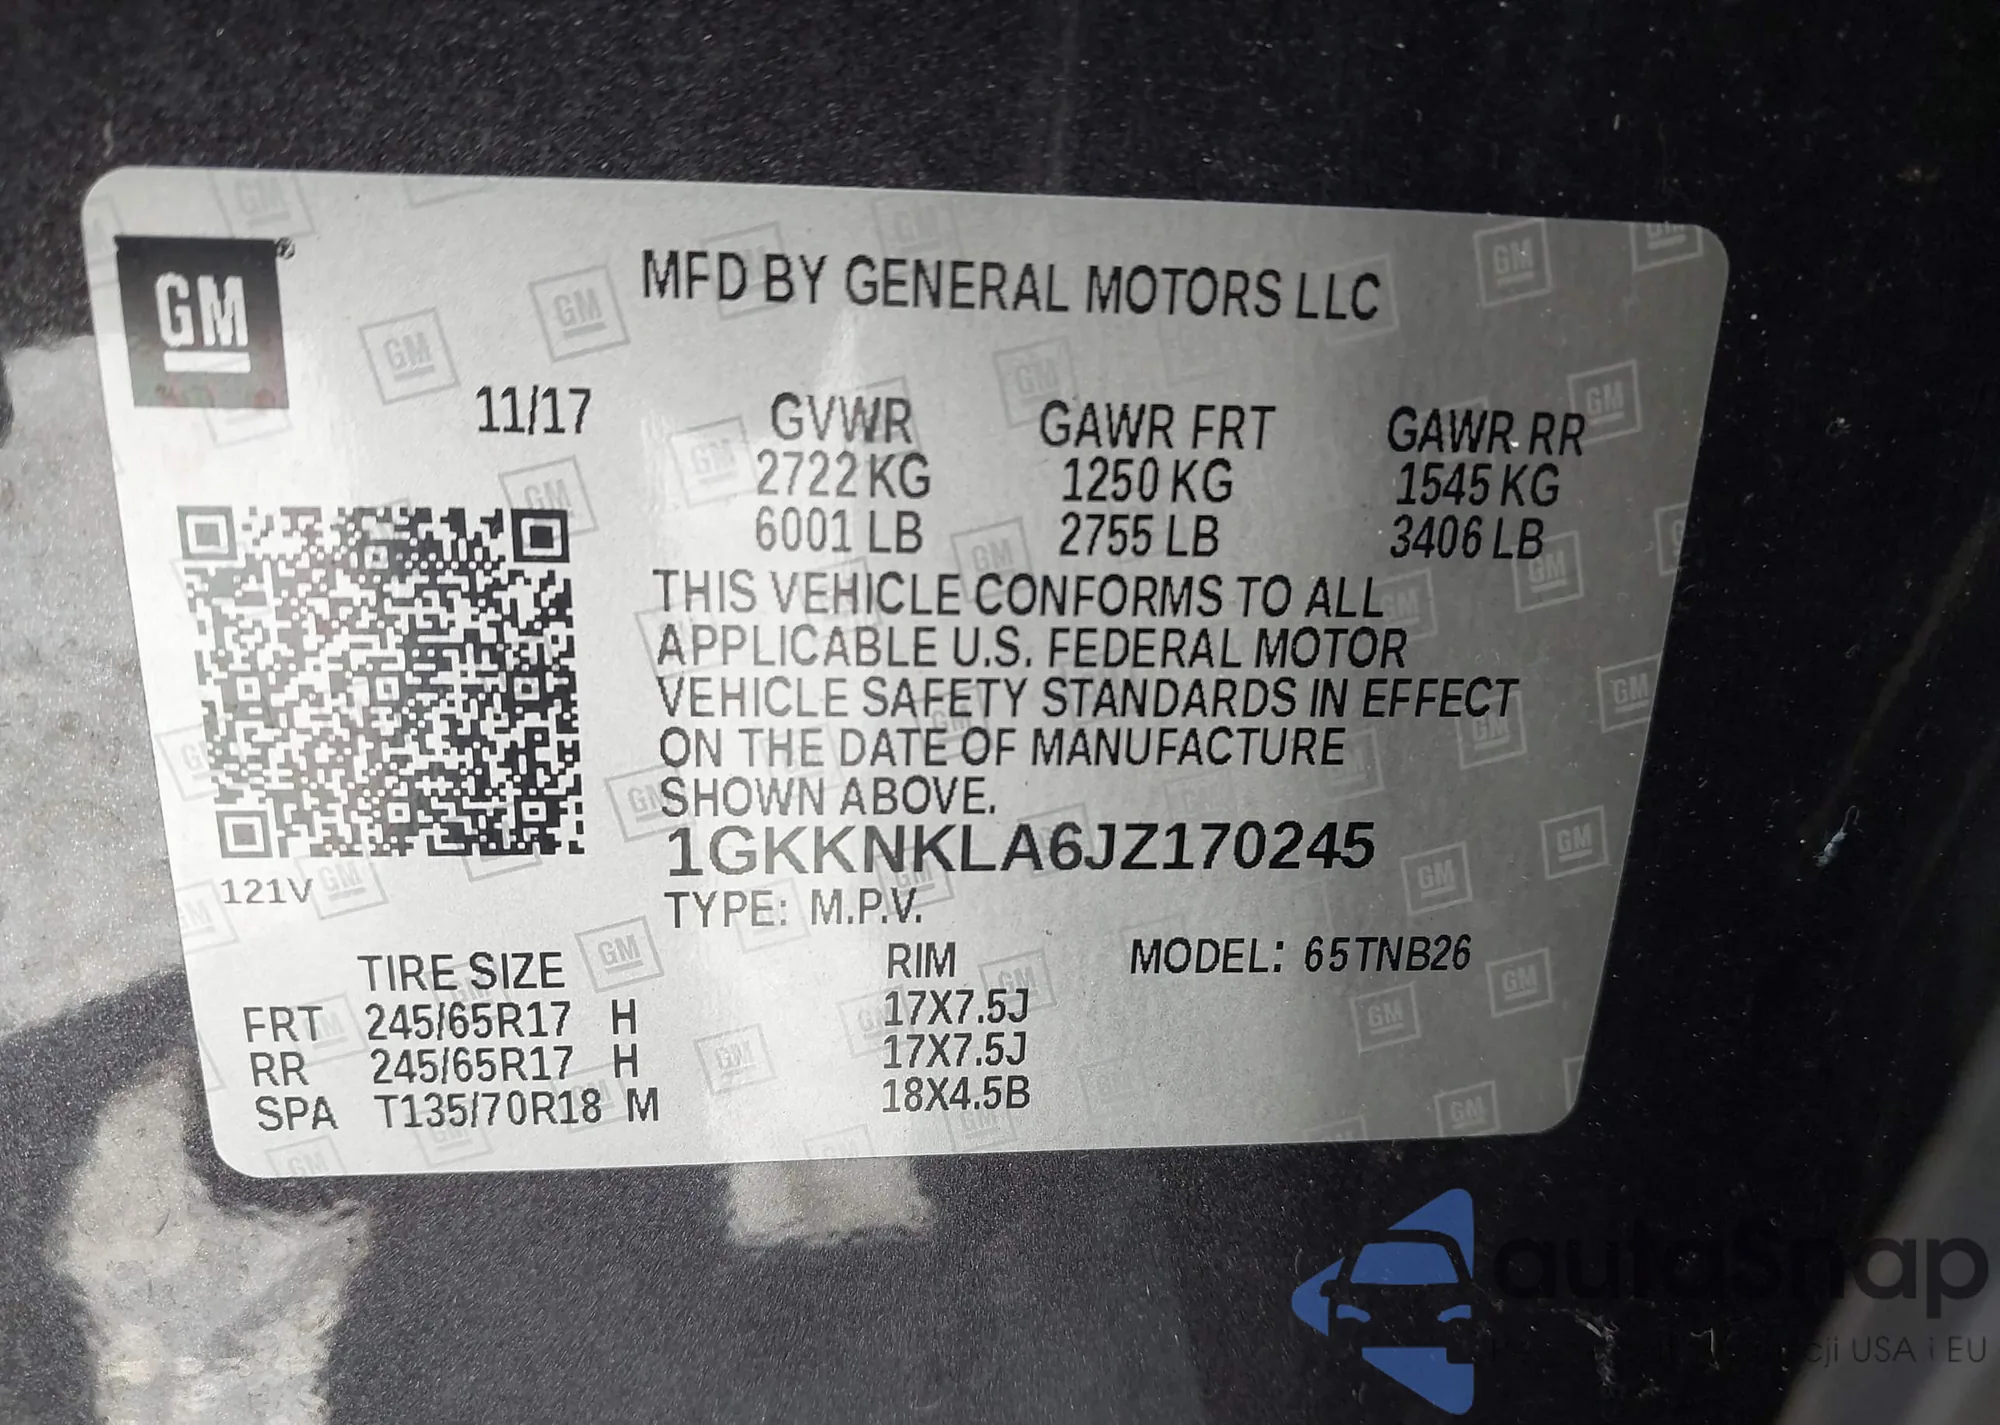 GM®
MFD BY GENERAL MOTORS LLC
11/17
GVWR GAWR FRT GAWR RR
2722 KG 1250 KG 1545 KG
6001 LB 2755 LB 3406 LB
THIS VEHICLE CONFORMS TO ALL
APPLICABLE U.S. FEDERAL MOTOR
VEHICLE SAFETY STANDARDS IN EFFECT
ON THE DATE OF MANUFACTURE
SHOWN ABOVE.
1GKKNKLA6JZ170245
121V
TYPE: M.P.V.
TIRE SIZE RIM MODEL: 65TNB26
FRT 245/65R17 H 17X7.5J
RR 245/65R17 H 17X7.5J
SPA T135/70R18 M 18X4.5B
autoSnap
USA i EU